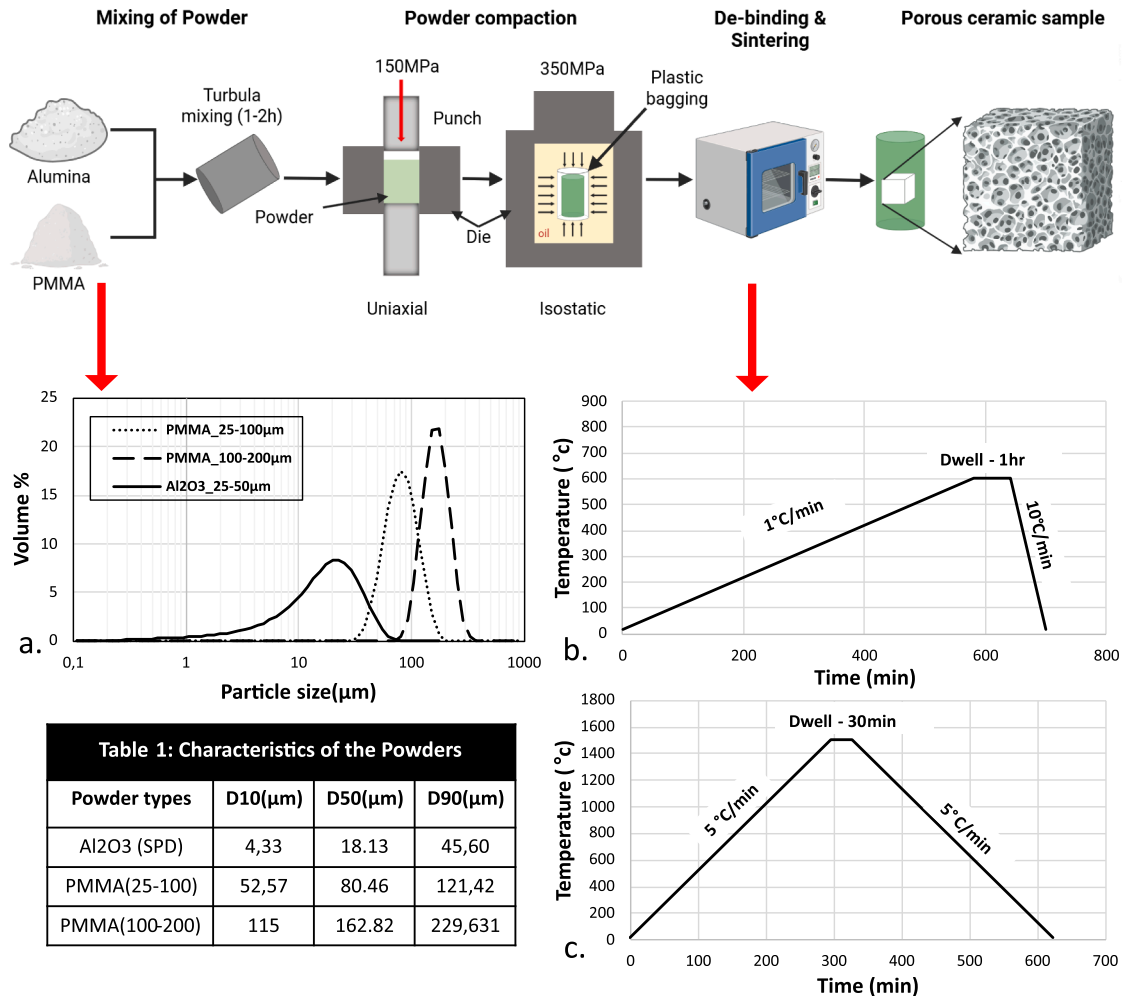 Mixing of Powder
Powder compaction
De-binding &
Sintering
Porous ceramic sample
150MPa
350MPa
Plastic
bagging
Turbula
mixing (1-2h)
Punch
Alumina
Powder
Die
oil
PMMA
Uniaxial
Isostatic
25
20
15
10
5
0
Volume %
PMMA_25-100µm
PMMA_100-200µm
Al2O3_25-50µm
0,1
1
10
100
1000
Particle size(µm)
a.
900
800
700
600
500
400
300
200
100
0
Temperature ( °c)
Dwell - 1hr
1°C/min
10°C/min
0
200
400
600
800
Time (min)
b.
Table 1: Characteristics of the Powders
Powder types D10(µm) D50(µm) D90(µm)
Al2O3 (SPD) 4,33 18.13 45,60
PMMA(25-100) 52,57 80.46 121,42
PMMA(100-200) 115 162.82 229,631
1800
1600
1400
1200
1000
800
600
400
200
0
Temperature ( °c)
Dwell - 30min
5°C/min
5°C/min
0
100
200
300
400
500
600
700
Time (min)
c.